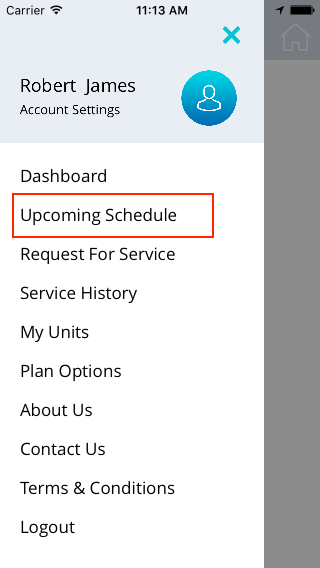 Carrier 11:13 AM
Robert James
Account Settings
Dashboard
Upcoming Schedule
Request For Service
Service History
My Units
Plan Options
About Us
Contact Us
Terms & Conditions
Logout